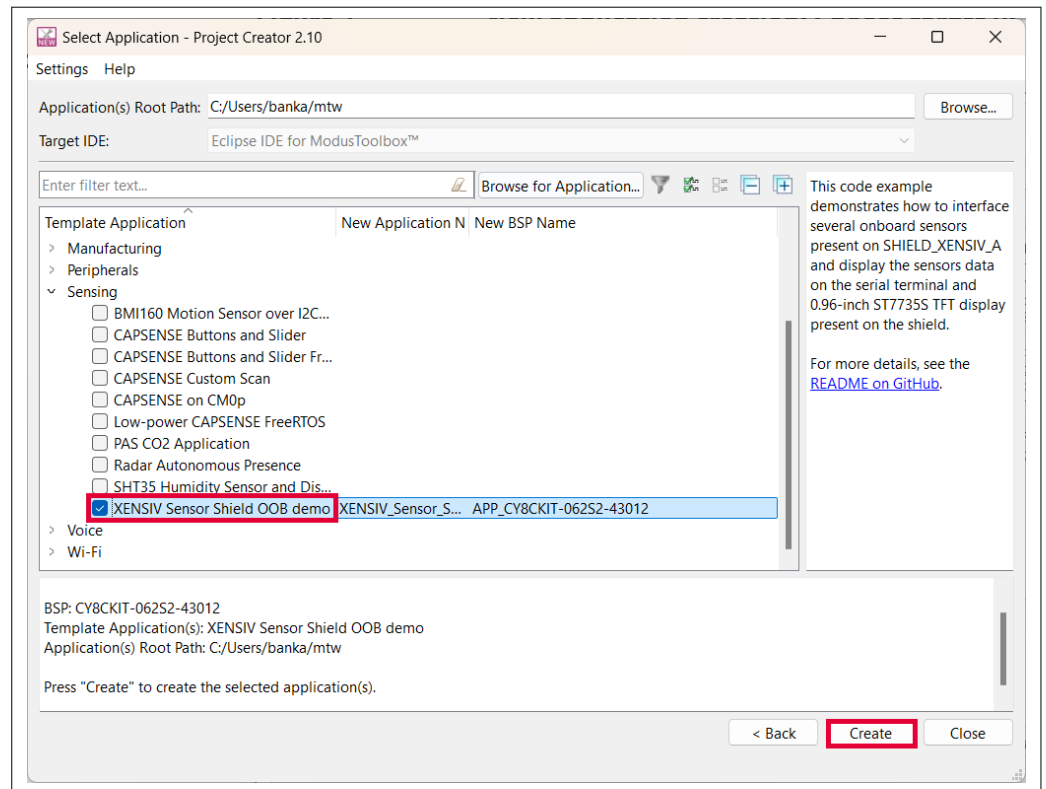 Select Application - Project Creator 2.10
Settings Help
Application(s) Root Path: C:/Users/banka/mtw Browse...
Target IDE: Eclipse IDE for ModusToolbox™
Enter filter text... Browse for Application...
Template Application New Application N New BSP Name
Manufacturing
Peripherals
Sensing
BMI160 Motion Sensor over I2C...
CAPSENSE Buttons and Slider
CAPSENSE Buttons and Slider Fr...
CAPSENSE Custom Scan
CAPSENSE on CM0p
Low-power CAPSENSE FreeRTOS
PAS CO2 Application
Radar Autonomous Presence
SHT35 Humidity Sensor and Dis...
XENSIV Sensor Shield OOB demo XENSIV_Sensor_S... APP_CY8CKIT-062S2-43012
Voice
Wi-Fi
This code example
demonstrates how to interface
several onboard sensors
present on SHIELD_XENSIV_A
and display the sensors data
on the serial terminal and
0.96-inch ST7735S TFT display
present on the shield.
For more details, see the
README on GitHub.
BSP: CY8CKIT-062S2-43012
Template Application(s): XENSIV Sensor Shield OOB demo
Application(s) Root Path: C:/Users/banka/mtw
Press "Create" to create the selected application(s).
< Back Create Close